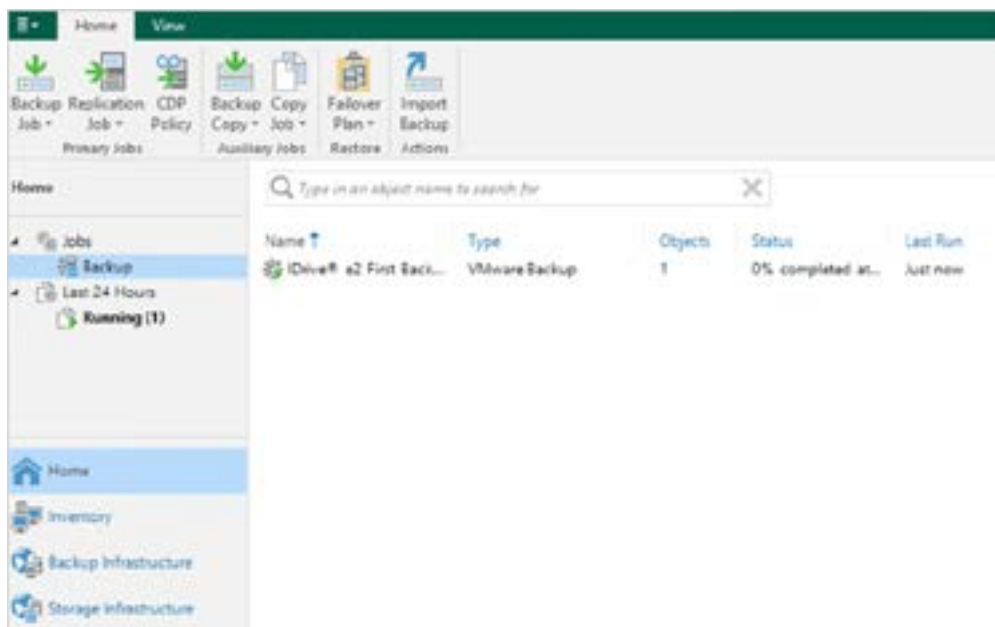 Home View
Backup Job Replication Job CDP Policy Backup Copy Copy Job Failover Plan Import Backup
Primary Jobs Auxiliary Jobs Restore Actions
Home
Type in an object name to search for
Jobs
Backup
Last 24 Hours
Running (1)
Name Type Objects Status Last Run
IDrive® e2 First Back... VMware Backup 1 0% completed at... Just now
Home
Inventory
Backup Infrastructure
Storage Infrastructure